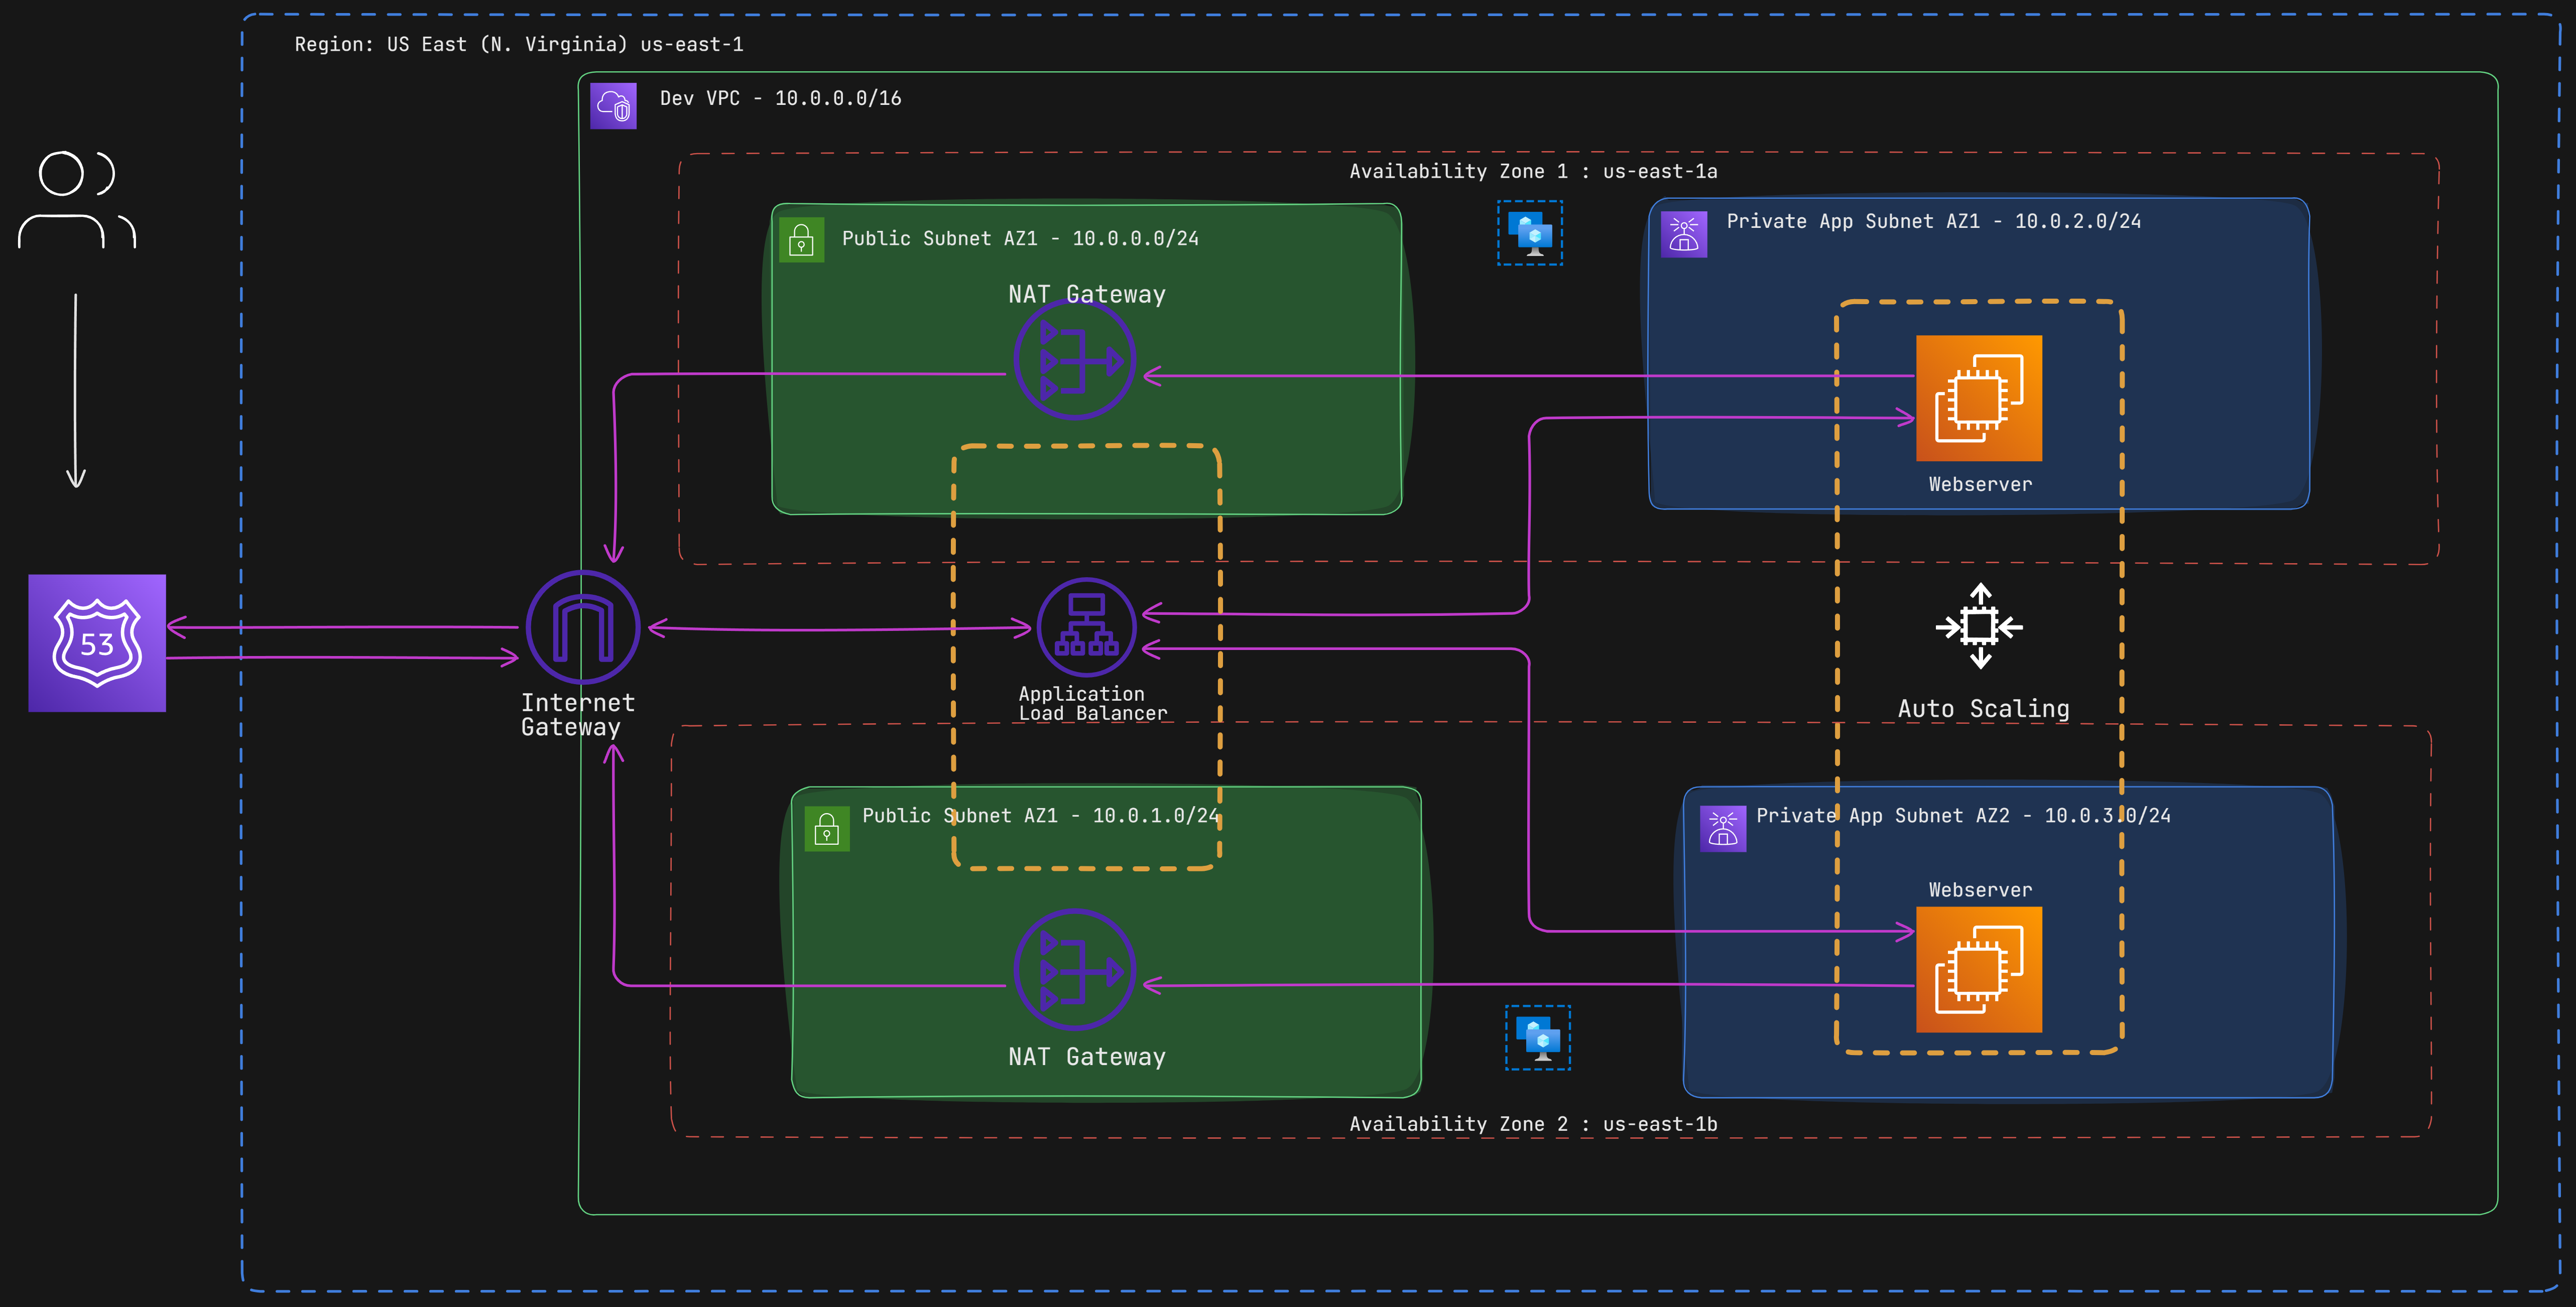 Region: US East (N. Virginia) us-east-1
Dev VPC - 10.0.0.0/16
Availability Zone 1 : us-east-1a
Public Subnet AZ1 - 10.0.0.0/24
Private App Subnet AZ1 - 10.0.2.0/24
NAT Gateway
Webserver
53
Internet
Gateway
Application
Load Balancer
Auto Scaling
Public Subnet AZ1 - 10.0.1.0/24
Private App Subnet AZ2 - 10.0.3.0/24
Webserver
NAT Gateway
Availability Zone 2 : us-east-1b